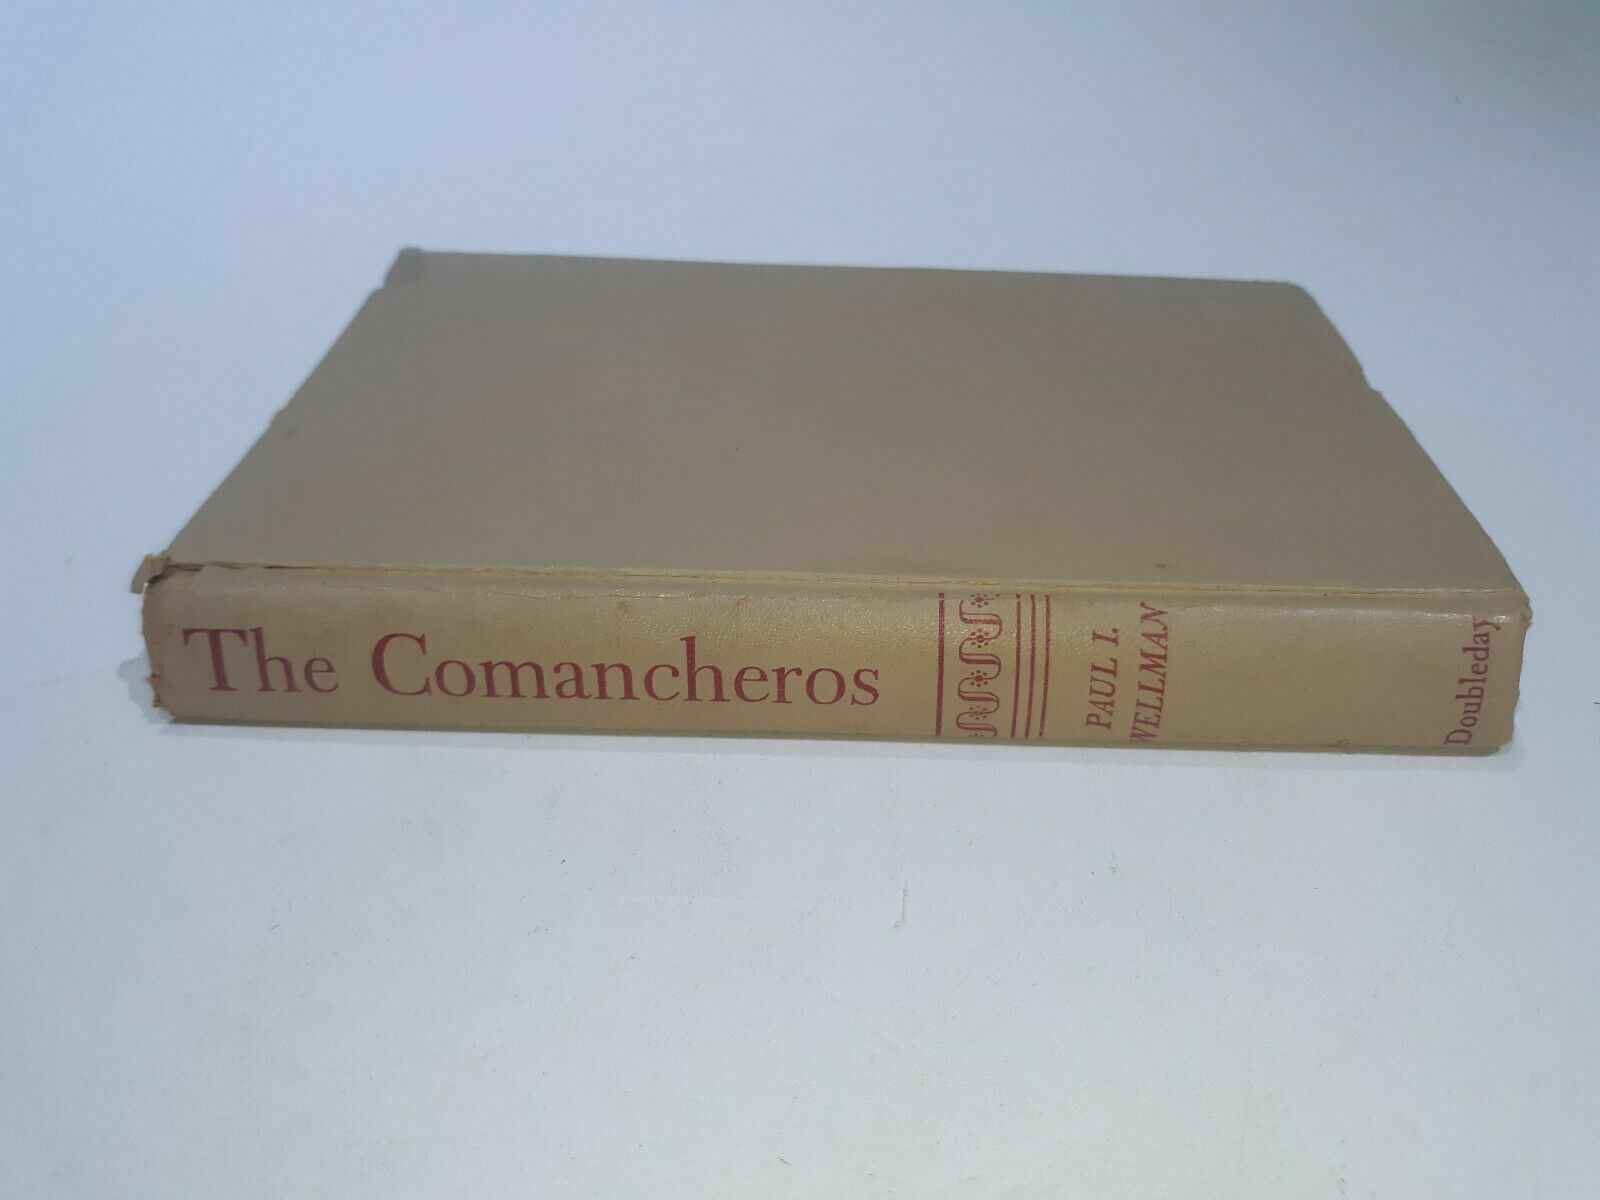 The Comancheros
PAUL I.
WELLMAN
Doubleday